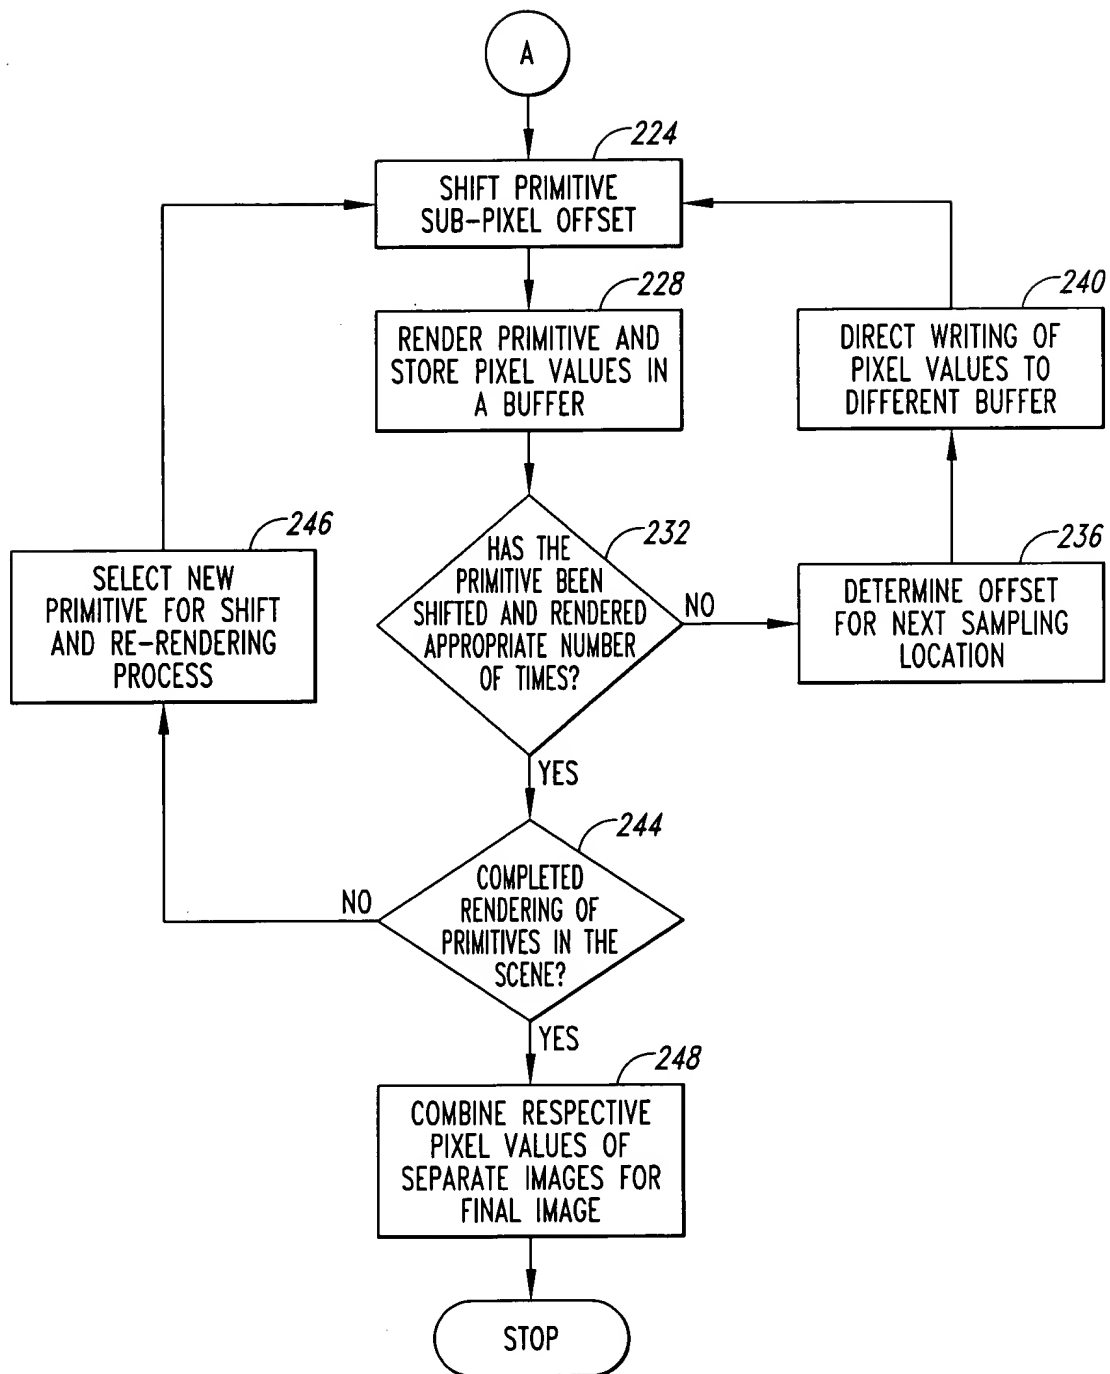 A
224
SHIFT PRIMITIVE
SUB-PIXEL OFFSET
228
RENDER PRIMITIVE AND
STORE PIXEL VALUES IN
A BUFFER
240
DIRECT WRITING OF
PIXEL VALUES TO
DIFFERENT BUFFER
246
SELECT NEW
PRIMITIVE FOR SHIFT
AND RE-RENDERING
PROCESS
232
HAS THE
PRIMITIVE BEEN
SHIFTED AND RENDERED
APPROPRIATE NUMBER
OF TIMES?
NO
236
DETERMINE OFFSET
FOR NEXT SAMPLING
LOCATION
YES
244
COMPLETED
RENDERING OF
PRIMITIVES IN THE
SCENE?
NO
YES
248
COMBINE RESPECTIVE
PIXEL VALUES OF
SEPARATE IMAGES FOR
FINAL IMAGE
STOP